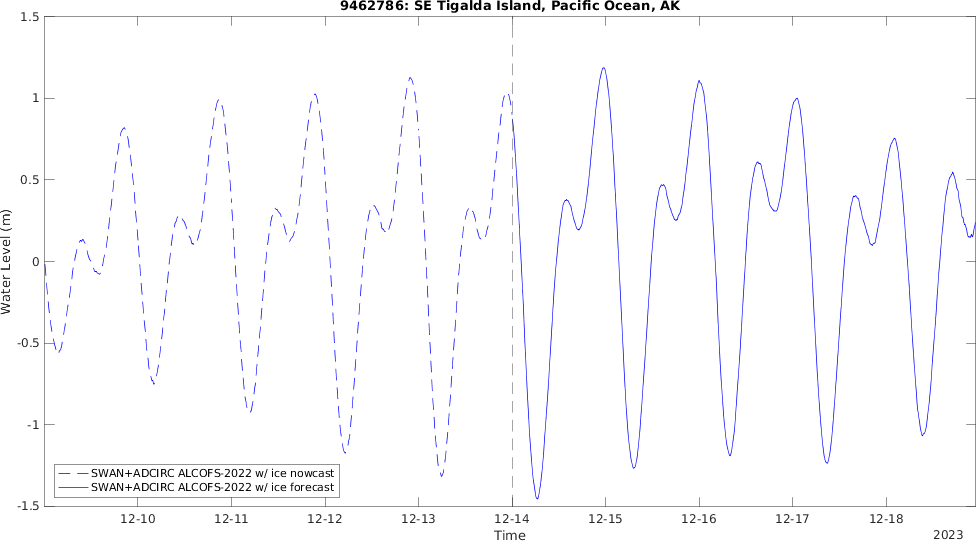 9462786: SE Tigalda Island, Pacific Ocean, AK
1.5
1
0.5
0
-0.5
-1
-1.5
Water Level (m)
SWAN+ADCIRC ALCOFS-2022 w/ ice nowcast
SWAN+ADCIRC ALCOFS-2022 w/ ice forecast
12-10 12-11 12-12 12-13 12-14 12-15 12-16 12-17 12-18
Time
2023